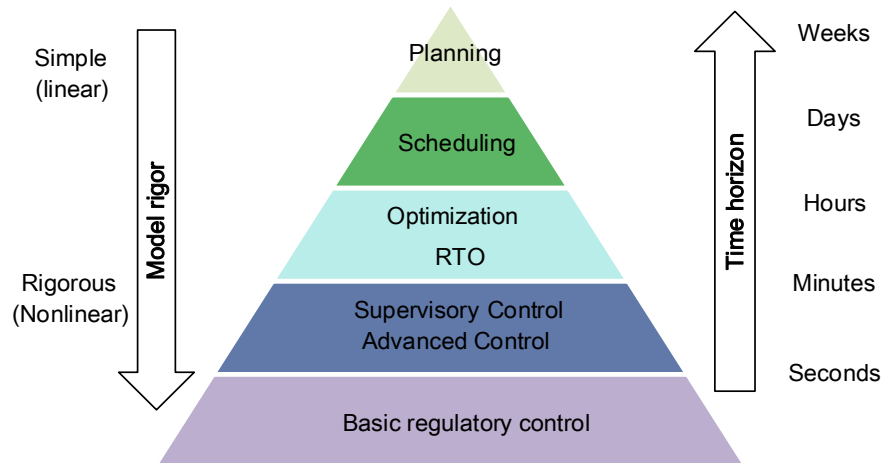 Simple
(linear)
Rigorous
(Nonlinear)
Model rigor
Planning
Scheduling
Optimization
RTO
Supervisory Control
Advanced Control
Basic regulatory control
Time horizon
Weeks
Days
Hours
Minutes
Seconds